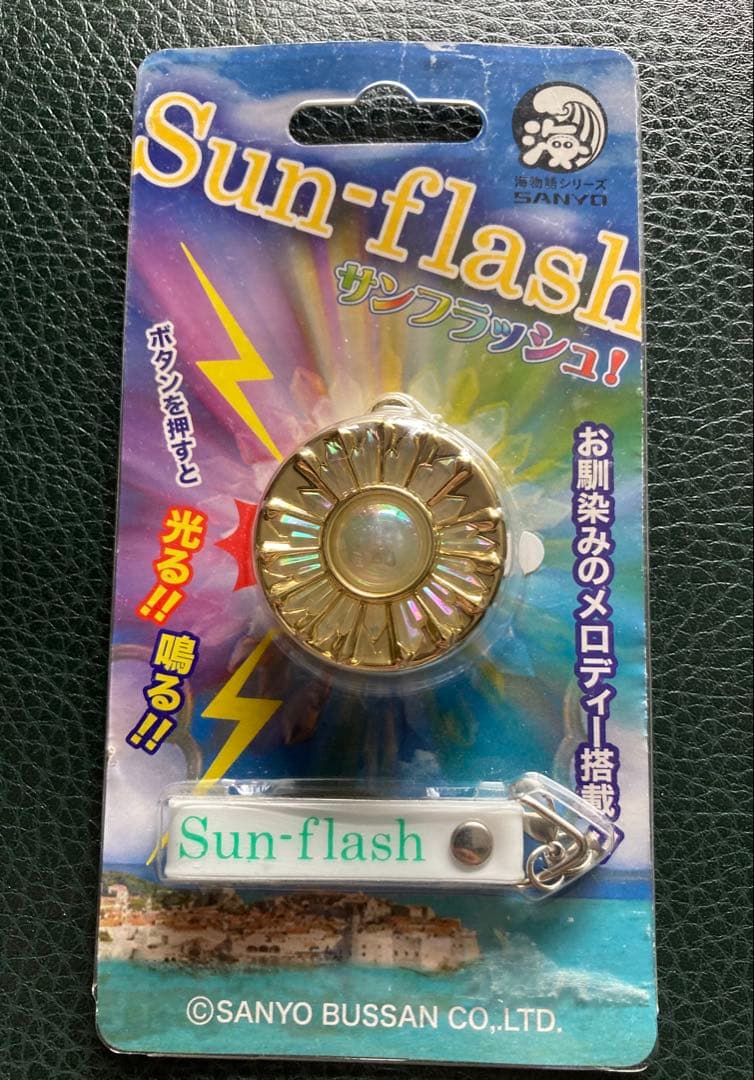 Sun-flash
サンフラッシュ!
海
海物語シリーズ
SANYO
ボタンを押すと
光る!!
鳴る!!
お馴染みのメロディー搭載
Sun-flash
©SANYO BUSSAN CO,.LTD.